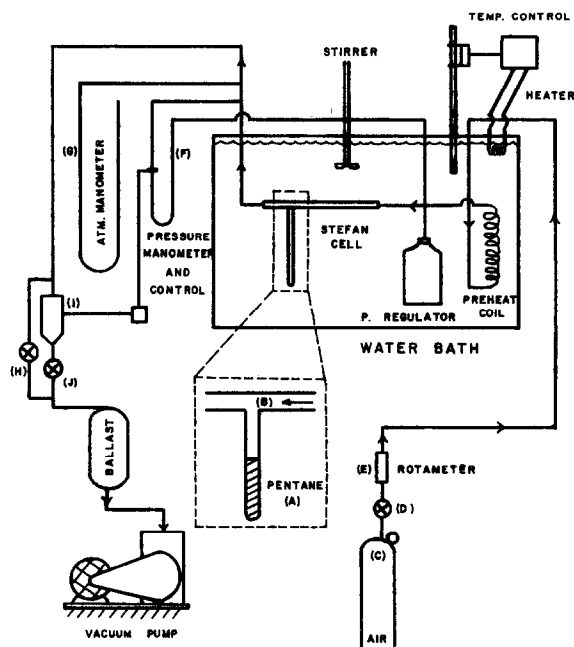 TEMP. CONTROL
STIRRER
HEATER
(G)
ATM. MANOMETER
(F)
PRESSURE
MANOMETER
AND
CONTROL
STEFAN
CELL
P. REGULATOR
PREHEAT
COIL
WATER BATH
(I)
(H)
(J)
BALLAST
(B)
PENTANE
(A)
(E)
ROTAMETER
(D)
(C)
AIR
VACUUM PUMP